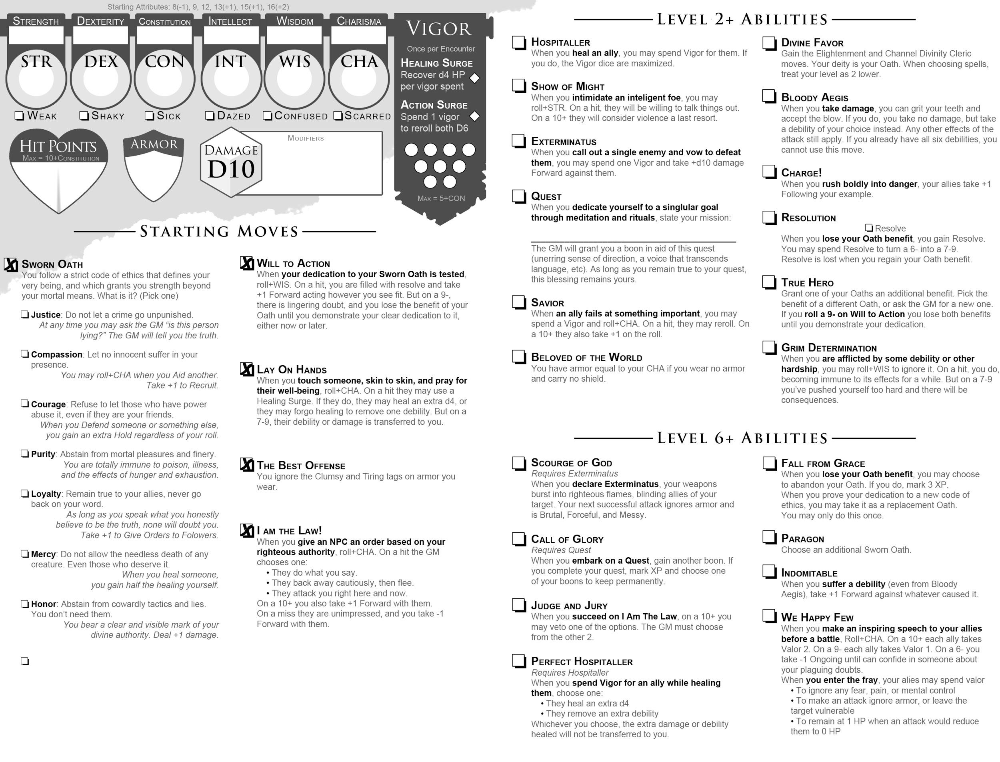 Starting Attributes: 8(-1), 9, 12, 13(+1), 15(+1), 16(+2)
Strength
Dexterity
Constitution
Intellect
Wisdom
Charisma
STR
DEX
CON
INT
WIS
CHA
Weak
Shaky
Sick
Dazed
Confused
Scarred
Hit Points
Max = 10+Constitution
Armor
Damage
D10
Modifiers
Vigor
Once per Encounter
Healing Surge
Recover d4 HP
per vigor spent
Action Surge
Spend 1 vigor
to reroll both D6
Max = 5+CON
Starting Moves
Sworn Oath
You follow a strict code of ethics that defines your
very being, and which grants you strength beyond
your mortal means. What is it? (Pick one)
Justice: Do not let a crime go unpunished.
At any time you may ask the GM “is this person
lying?” The GM will tell you the truth.
Compassion: Let no innocent suffer in your
presence.
You may roll+CHA when you Aid another.
Take +1 to Recruit.
Courage: Refuse to let those who have power
abuse it, even if they are your friends.
When you Defend someone or something else,
you gain an extra Hold regardless of your roll.
Purity: Abstain from mortal pleasures and finery.
You are totally immune to poison, illness,
and the effects of hunger and exhaustion.
Loyalty: Remain true to your allies, never go
back on your word.
As long as you speak what you honestly
believe to be the truth, none will doubt you.
Take +1 to Give Orders to Folowers.
Mercy: Do not allow the needless death of any
creature. Even those who deserve it.
When you heal someone,
you gain half the healing yourself.
Honor: Abstain from cowardly tactics and lies.
You don’t need them.
You bear a clear and visible mark of your
divine authority. Deal +1 damage.
Will to Action
When your dedication to your Sworn Oath is tested,
roll+WIS. On a hit, you are filled with resolve and take
+1 Forward acting however you see fit. But on a 9-,
there is lingering doubt, and you lose the benefit of your
Oath until you demonstrate your clear dedication to it,
either now or later.
Lay On Hands
When you touch someone, skin to skin, and pray for
their well-being, roll+CHA. On a hit they may use a
Healing Surge. If they do, they may heal an extra d4, or
they may forgo healing to remove one debility. But on a
7-9, their debility or damage is transferred to you.
The Best Offense
You ignore the Clumsy and Tiring tags on armor you
wear.
I am the Law!
When you give an NPC an order based on your
righteous authority, roll+CHA. On a hit the GM
chooses one:
• They do what you say.
• They back away cautiously, then flee.
• They attack you right here and now.
On a 10+ you also take +1 Forward with them.
On a miss they are unimpressed, and you take -1
Forward with them.
Level 2+ Abilities
Hospitaller
When you heal an ally, you may spend Vigor for them. If
you do, the Vigor dice are maximized.
Show of Might
When you intimidate an inteligent foe, you may
roll+STR. On a hit, they will be willing to talk things out.
On a 10+ they will consider violence a last resort.
Exterminatus
When you call out a single enemy and vow to defeat
them, you may spend one Vigor and take +d10 damage
Forward against them.
Quest
When you dedicate yourself to a singlular goal
through meditation and rituals, state your mission:
The GM will grant you a boon in aid of this quest
(unerring sense of direction, a voice that transcends
language, etc). As long as you remain true to your quest,
this blessing remains yours.
Savior
When an ally fails at something important, you may
spend a Vigor and roll+CHA. On a hit, they may reroll. On
a 10+ they also take +1 on the roll.
Beloved of the World
You have armor equal to your CHA if you wear no armor
and carry no shield.
Divine Favor
Gain the Elightenment and Channel Divinity Cleric
moves. Your deity is your Oath. When choosing spells,
treat your level as 2 lower.
Bloody Aegis
When you take damage, you can grit your teeth and
accept the blow. If you do, you take no damage, but take
a debility of your choice instead. Any other effects of the
attack still apply. If you already have all six debilities, you
cannot use this move.
Charge!
When you rush boldly into danger, your allies take +1
Following your example.
Resolution
Resolve
When you lose your Oath benefit, you gain Resolve.
You may spend Resolve to turn a 6- into a 7-9.
Resolve is lost when you regain your Oath benefit.
True Hero
Grant one of your Oaths an additional benefit. Pick the
benefit of a different Oath, or ask the GM for a new one.
If you roll a 9- on Will to Action you lose both benefits
until you demonstrate your dedication.
Grim Determination
When you are afflicted by some debility or other
hardship, you may roll+WIS to ignore it. On a hit, you do,
becoming immune to its effects for a while. But on a 7-9
you’ve pushed yourself too hard and there will be
consequences.
Level 6+ Abilities
Scourge of God
Requires Exterminatus
When you declare Exterminatus, your weapons
burst into righteous flames, blinding allies of your
target. Your next successful attack ignores armor and
is Brutal, Forceful, and Messy.
Call of Glory
Requires Quest
When you embark on a Quest, gain another boon. If
you complete your quest, mark XP and choose one
of your boons to keep permanently.
Judge and Jury
When you succeed on I Am The Law, on a 10+ you
may veto one of the options. The GM must choose
from the other 2.
Perfect Hospitaller
Requires Hospitaller
When you spend Vigor for an ally while healing
them, choose one:
• They heal an extra d4
• They remove an extra debility
Whichever you choose, the extra damage or debility
healed will not be transferred to you.
Fall from Grace
When you lose your Oath benefit, you may choose
to abandon your Oath. If you do, mark 3 XP.
When you prove your dedication to a new code of
ethics, you may take it as a replacement Oath.
You may only do this once.
Paragon
Choose an additional Sworn Oath.
Indomitable
When you suffer a debility (even from Bloody
Aegis), take +1 Forward against whatever caused it.
We Happy Few
When you make an inspiring speech to your allies
before a battle, Roll+CHA. On a 10+ each ally takes
Valor 2. On a 9- each ally takes Valor 1. On a 6- you
take -1 Ongoing until can confide in someone about
your plaguing doubts.
When you enter the fray, your alies may spend valor
• To ignore any fear, pain, or mental control
• To make an attack ignore armor, or leave the
target vulnerable
• To remain at 1 HP when an attack would reduce
them to 0 HP